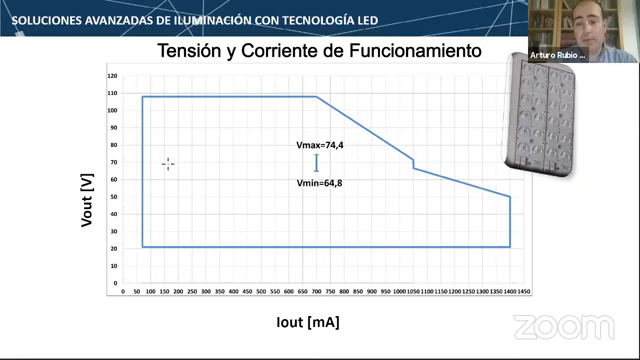 SOLUCIONES AVANZADAS DE ILUMINACIÓN CON TECNOLOGÍA LED
Arturo Rubio ...
Tensión y Corriente de Funcionamiento
120
110
100
90
80
70
60
50
40
30
20
10
0
Vout [V]
Vmax=74,4
Vmin=64,8
0 50 100 150 200 250 300 350 400 450 500 550 600 650 700 750 800 850 900 950 1000 1050 1100 1150 1200 1250 1300 1350 1400 1450
Iout [mA]
zoom